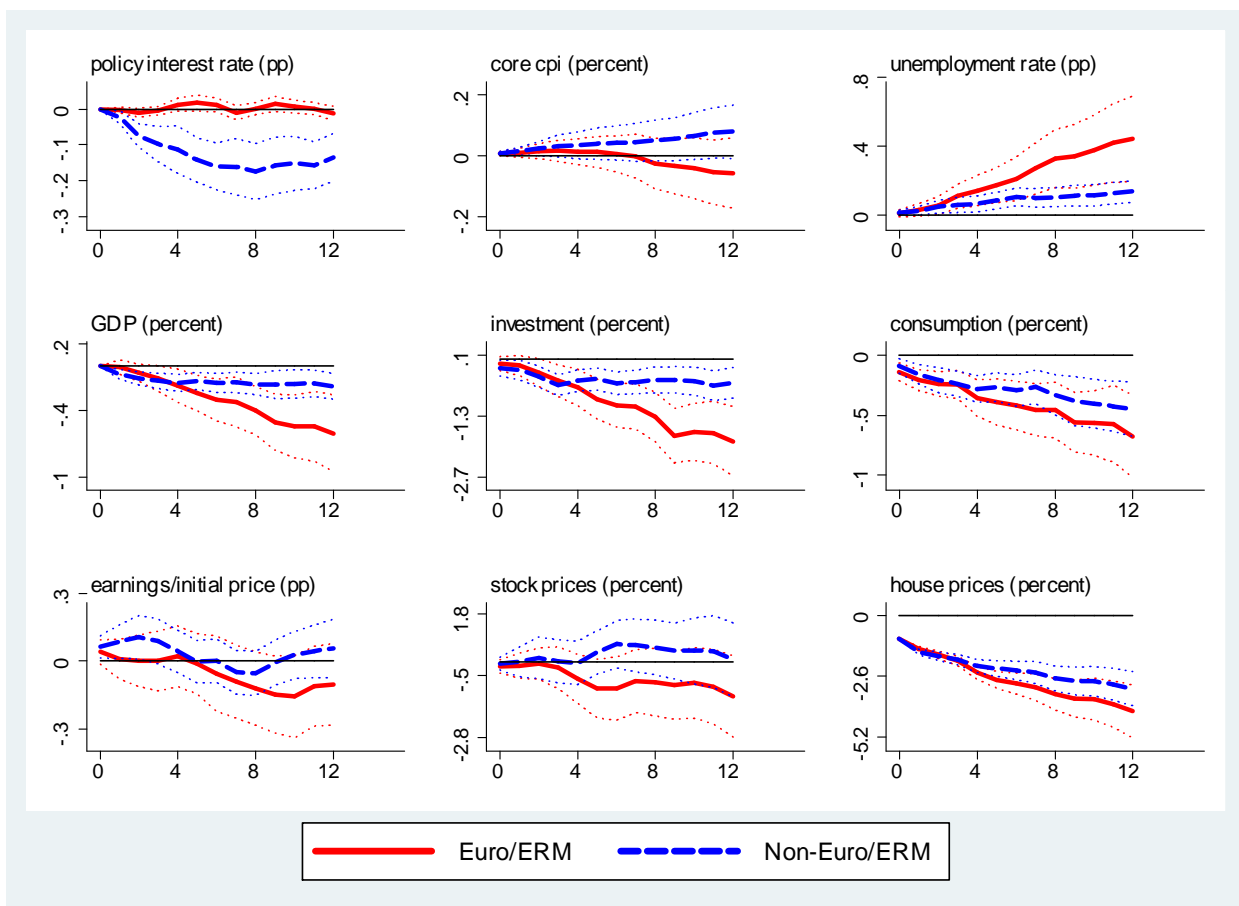 policy interest rate (pp)
0
-.1
-.2
-.3
0 4 8 12
core cpi (percent)
.2
0
-.2
0 4 8 12
unemployment rate (pp)
.8
.4
0
0 4 8 12
GDP (percent)
.2
-.4
-1
0 4 8 12
investment (percent)
.1
-1.3
-2.7
0 4 8 12
consumption (percent)
0
-.5
-1
0 4 8 12
earnings/initial price (pp)
.3
0
-.3
0 4 8 12
stock prices (percent)
1.8
-.5
-2.8
0 4 8 12
house prices (percent)
0
-2.6
-5.2
0 4 8 12
Euro/ERM
Non-Euro/ERM